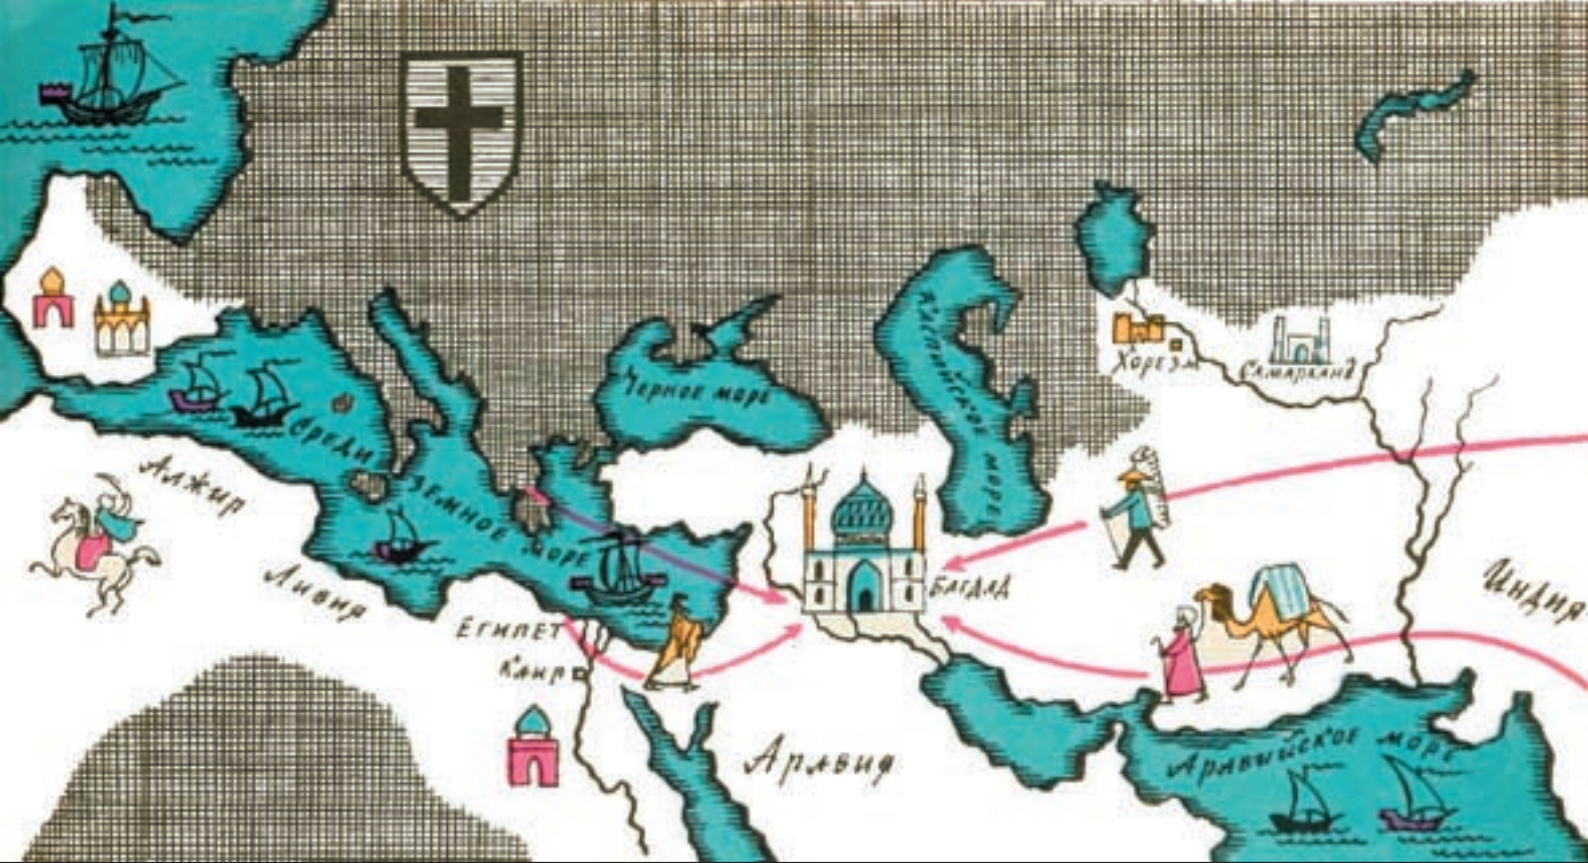 Черное море
Каспийское море
Хорезм
Самарканд
Средиземное море
Алжир
Ливия
Багдад
Индия
Египет
Каир
Аравия
Аравийское море